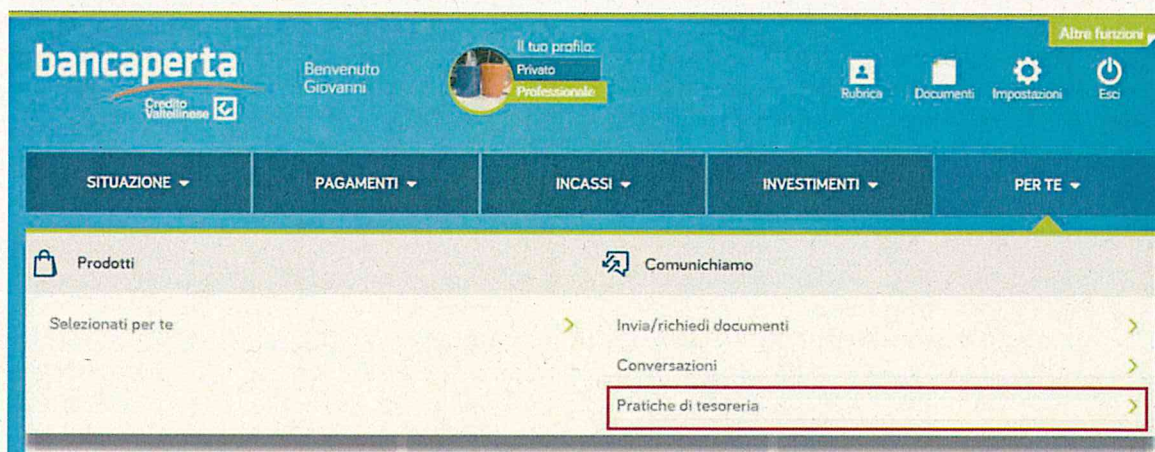 Altre funzioni
bancaperta
Credito
Valtellinese
Benvenuto
Giovanni
Il tuo profilo:
Privato
Professionale
Rubrica
Documenti
Impostazioni
Esci
SITUAZIONE
PAGAMENTI
INCASSI
INVESTIMENTI
PER TE
Prodotti
Comunichiamo
Selezionati per te
Invia/richiedi documenti
Conversazioni
Pratiche di tesoreria